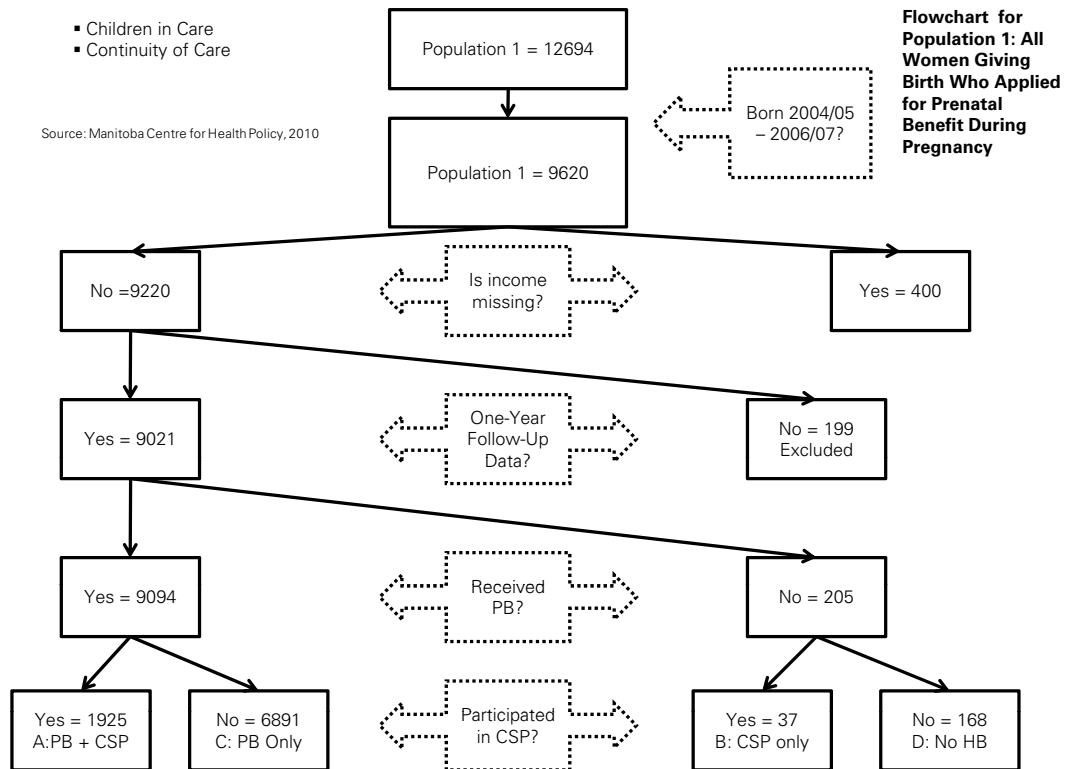 ▪ Children in Care
▪ Continuity of Care
Source: Manitoba Centre for Health Policy, 2010
Flowchart for
Population 1: All
Women Giving
Birth Who Applied
for Prenatal
Benefit During
Pregnancy
Population 1 = 12694
Born 2004/05
– 2006/07?
Population 1 = 9620
No =9220
Is income
missing?
Yes = 400
Yes = 9021
One-Year
Follow-Up
Data?
No = 199
Excluded
Yes = 9094
Received
PB?
No = 205
Yes = 1925
A:PB + CSP
No = 6891
C: PB Only
Participated
in CSP?
Yes = 37
B: CSP only
No = 168
D: No HB